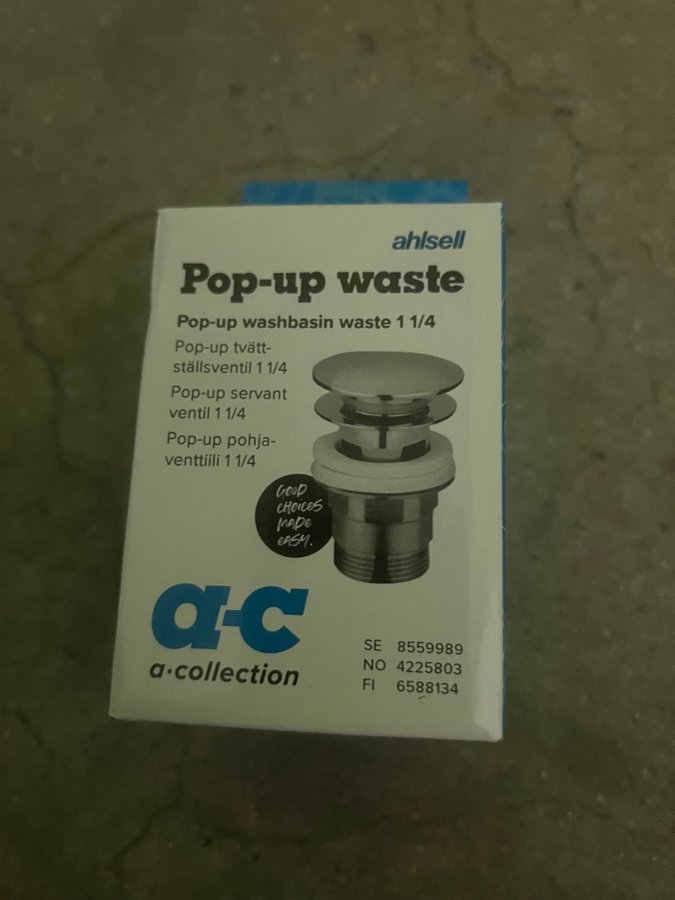 ahlsell
Pop-up waste
Pop-up washbasin waste 1 1/4
Pop-up tvätt-
ställsventil 1 1/4
Pop-up servant
ventil 1 1/4
Pop-up pohja-
venttiili 1 1/4
GOOD
CHOICES
MADE
EASY.
a-c
a·collection
SE 8559989
NO 4225803
FI 6588134